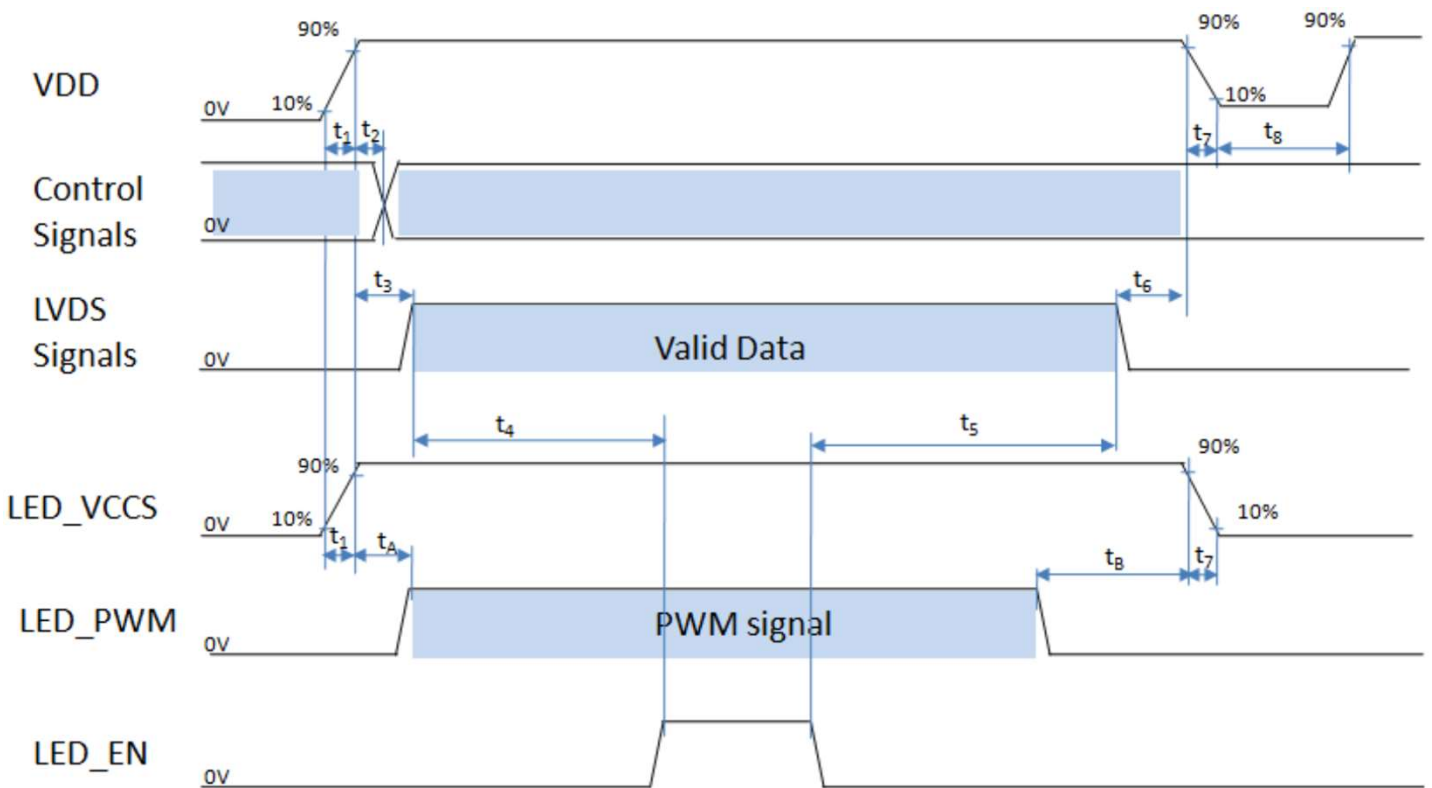 90% 90% 90%
VDD
0V 10% 10%
t1 t2 t7 t8
Control
Signals
0V
t3 t6
LVDS
Signals
Valid Data
0V
t4 t5
90% 90%
LED_VCCS
0V 10% 10%
t1 tA tB t7
LED_PWM
PWM signal
0V
LED_EN
0V